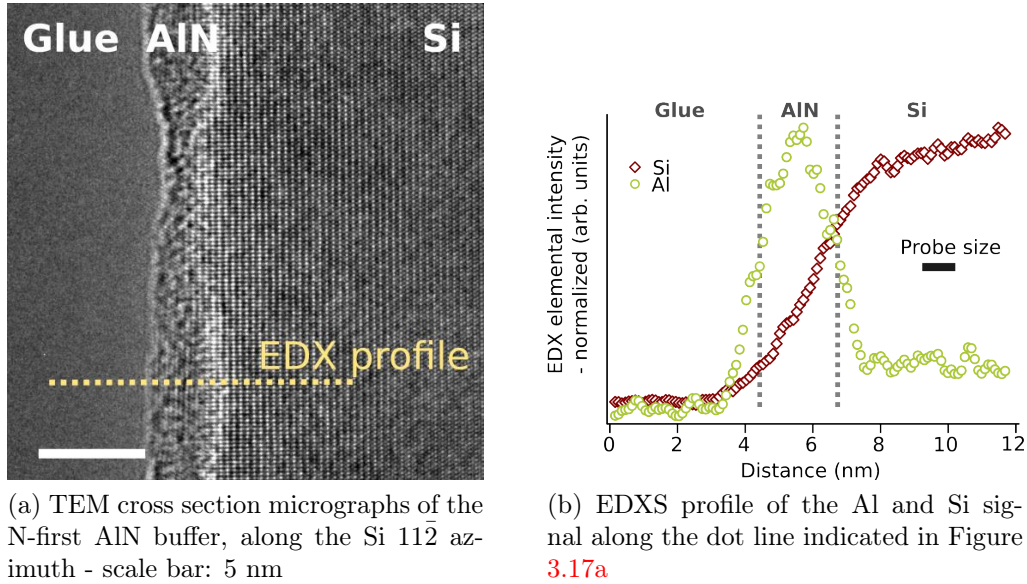 Glue AlN Si
EDX profile
(a) TEM cross section micrographs of the
N-first AlN buffer, along the Si 112̄ az-
imuth - scale bar: 5 nm
Glue AlN Si
EDX elemental intensity
- normalized (arb. units)
Si
Al
Probe size
0 2 4 6 8 10 12
Distance (nm)
(b) EDXS profile of the Al and Si sig-
nal along the dot line indicated in Figure
3.17a